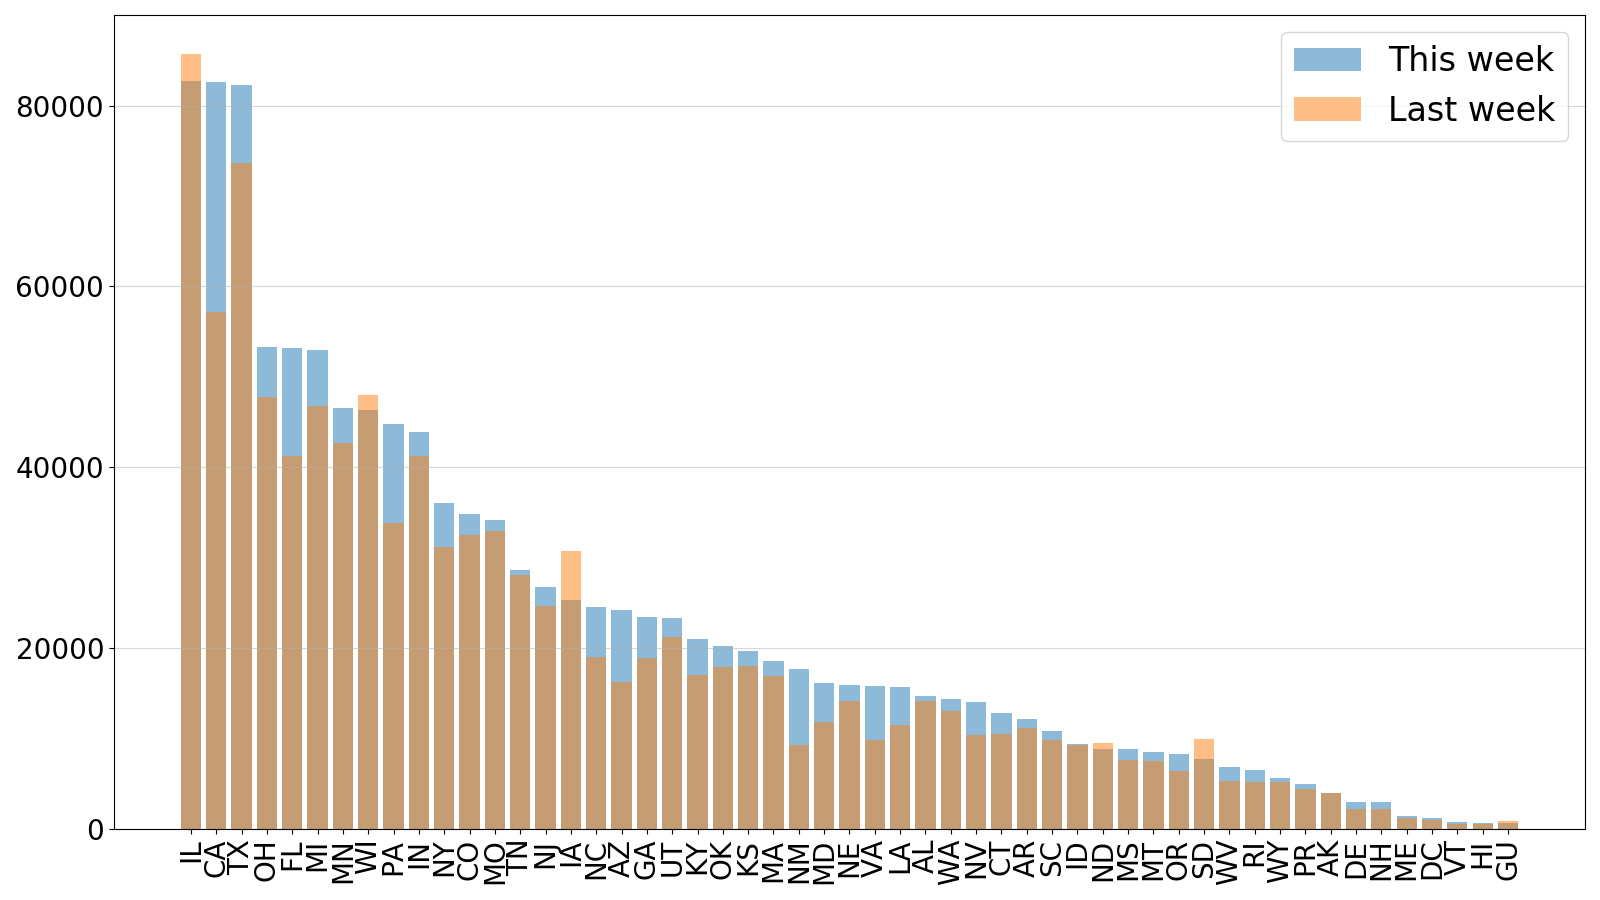 This week
Last week
80000
60000
40000
20000
0
IL CA TX OH FL MI MN WI PA IN NY CO MO TN NJ IA NC AZ GA UT KY OK KS MA NM MD NE VA LA AL WA NV CT AR SC ID ND MS MT OR SD WV RI WY PR AK DE NH ME DC VT HI GU